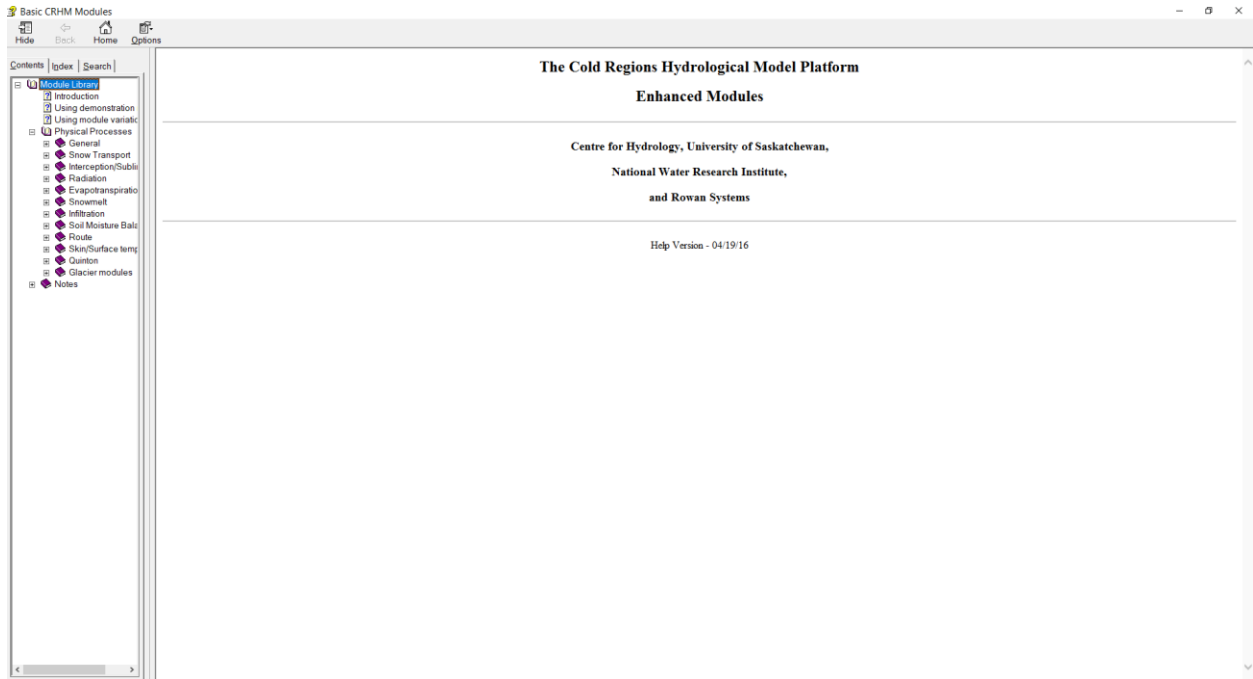 Basic CRHM Modules
Hide Back Home Options
Contents Index Search
Module Library
Introduction
Using demonstration
Using module variatic
Physical Processes
General
Snow Transport
Interception/Sublii
Radiation
Evapotranspiratio
Snowmelt
Infiltration
Soil Moisture Bala
Route
Skin/Surface temp
Quinton
Glacier modules
Notes
The Cold Regions Hydrological Model Platform
Enhanced Modules
Centre for Hydrology, University of Saskatchewan,
National Water Research Institute,
and Rowan Systems
Help Version - 04/19/16